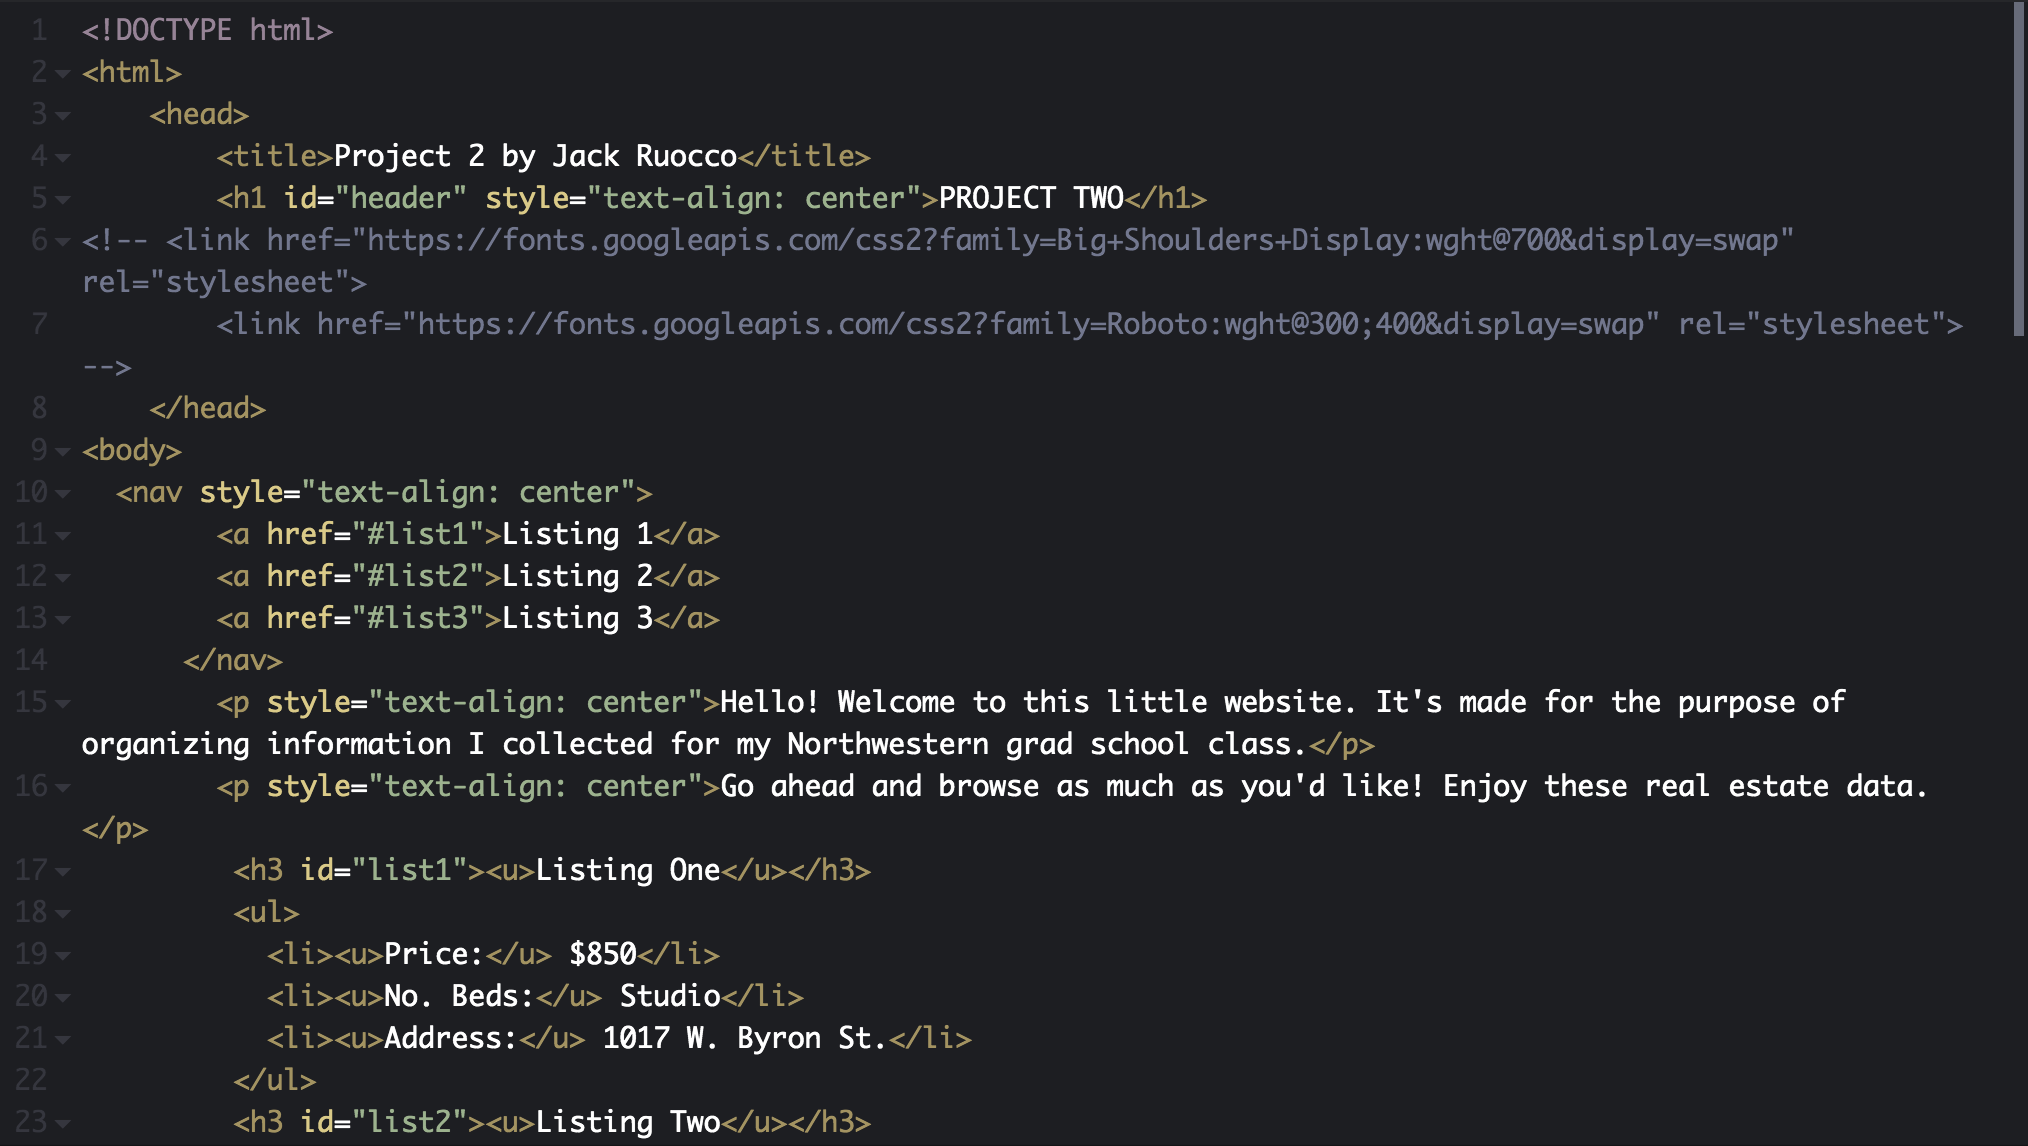 1 <!DOCTYPE html>
2 <html>
3 <head>
4 <title>Project 2 by Jack Ruocco</title>
5 <h1 id="header" style="text-align: center">PROJECT TWO</h1>
6 <!-- <link href="https://fonts.googleapis.com/css2?family=Big+Shoulders+Display:wght@700&display=swap"
rel="stylesheet">
7 <link href="https://fonts.googleapis.com/css2?family=Roboto:wght@300;400&display=swap" rel="stylesheet">
-->
8 </head>
9 <body>
10 <nav style="text-align: center">
11 <a href="#list1">Listing 1</a>
12 <a href="#list2">Listing 2</a>
13 <a href="#list3">Listing 3</a>
14 </nav>
15 <p style="text-align: center">Hello! Welcome to this little website. It's made for the purpose of
organizing information I collected for my Northwestern grad school class.</p>
16 <p style="text-align: center">Go ahead and browse as much as you'd like! Enjoy these real estate data.
</p>
17 <h3 id="list1"><u>Listing One</u></h3>
18 <ul>
19 <li><u>Price:</u> $850</li>
20 <li><u>No. Beds:</u> Studio</li>
21 <li><u>Address:</u> 1017 W. Byron St.</li>
22 </ul>
23 <h3 id="list2"><u>Listing Two</u></h3>